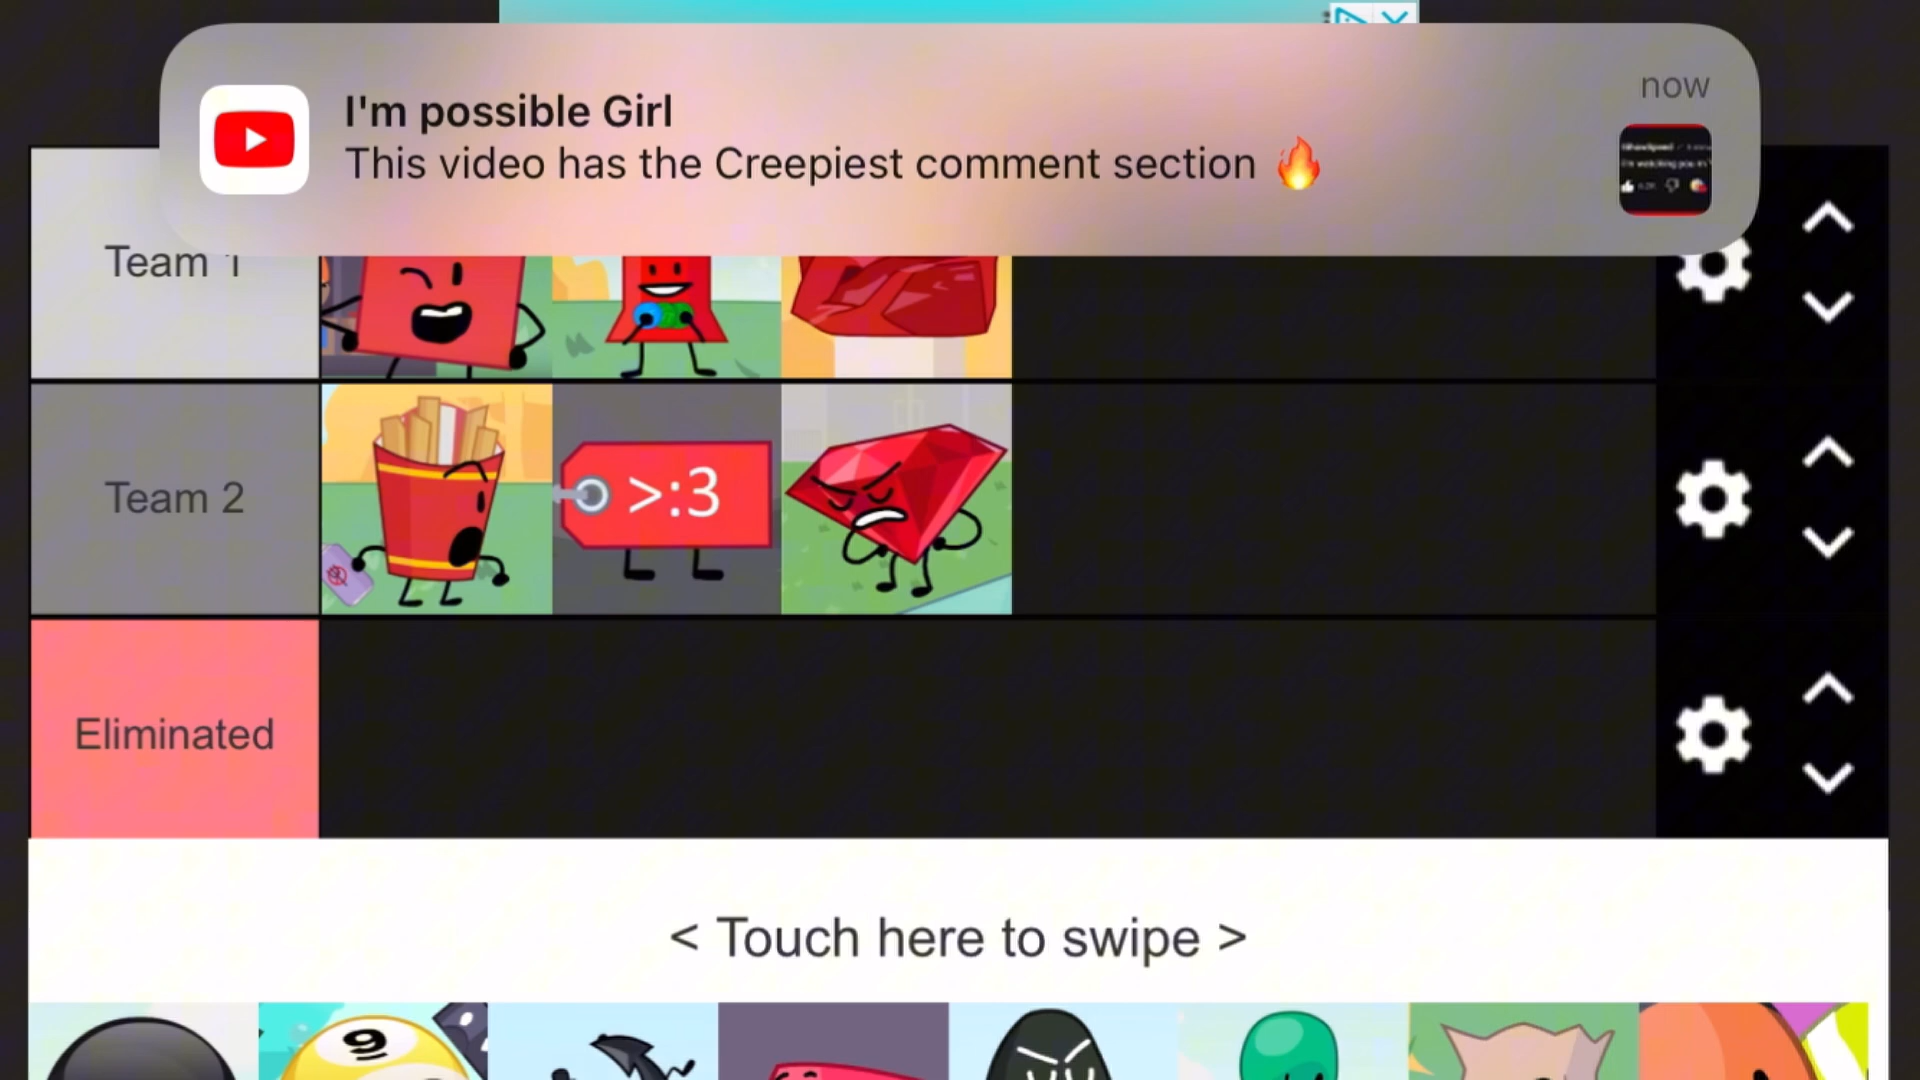 I'm possible Girl
now
This video has the Creepiest comment section 🔥
Team 1
Team 2
>:3
Eliminated
< Touch here to swipe >
9